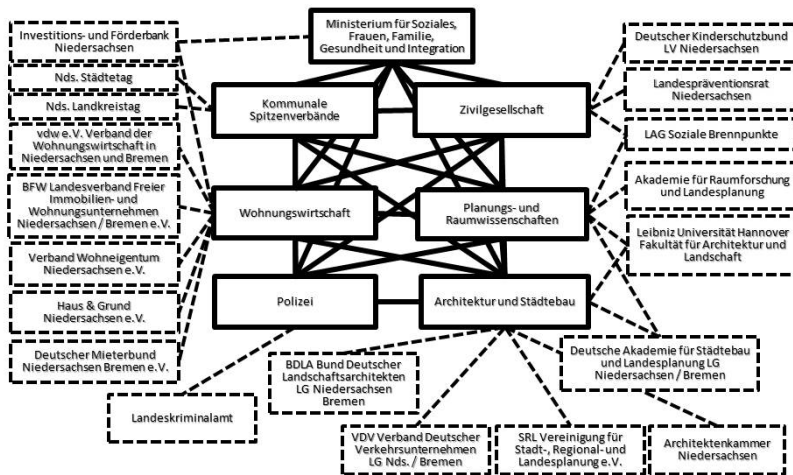 Ministerium für Soziales,
Frauen, Familie,
Gesundheit und Integration
Investitions- und Förderbank
Niedersachsen
Nds. Städtetag
Nds. Landkreistag
vdw e.V. Verband der
Wohnungswirtschaft in
Niedersachsen und Bremen
BFW Landesverband Freier
Immobilien- und
Wohnungsunternehmen
Niedersachsen / Bremen e.V.
Verband Wohneigentum
Niedersachsen e.V.
Haus & Grund
Niedersachsen e.V.
Deutscher Mieterbund
Niedersachsen Bremen e.V.
Kommunale
Spitzenverbände
Zivilgesellschaft
Wohnungswirtschaft
Planungs- und
Raumwissenschaften
Polizei
Architektur und Städtebau
Deutscher Kinderschutzbund
LV Niedersachsen
Landespräventionsrat
Niedersachsen
LAG Soziale Brennpunkte
Akademie für Raumforschung
und Landesplanung
Leibniz Universität Hannover
Fakultät für Architektur und
Landschaft
Deutsche Akademie für Städtebau
und Landesplanung LG
Niedersachsen / Bremen
BDLA Bund Deutscher
Landschaftsarchitekten
LG Niedersachsen
Bremen
Landeskriminalamt
VDV Verband Deutscher
Verkehrsunternehmen
LG Nds. / Bremen
SRL Vereinigung für
Stadt-, Regional- und
Landesplanung e.V.
Architektenkammer
Niedersachsen